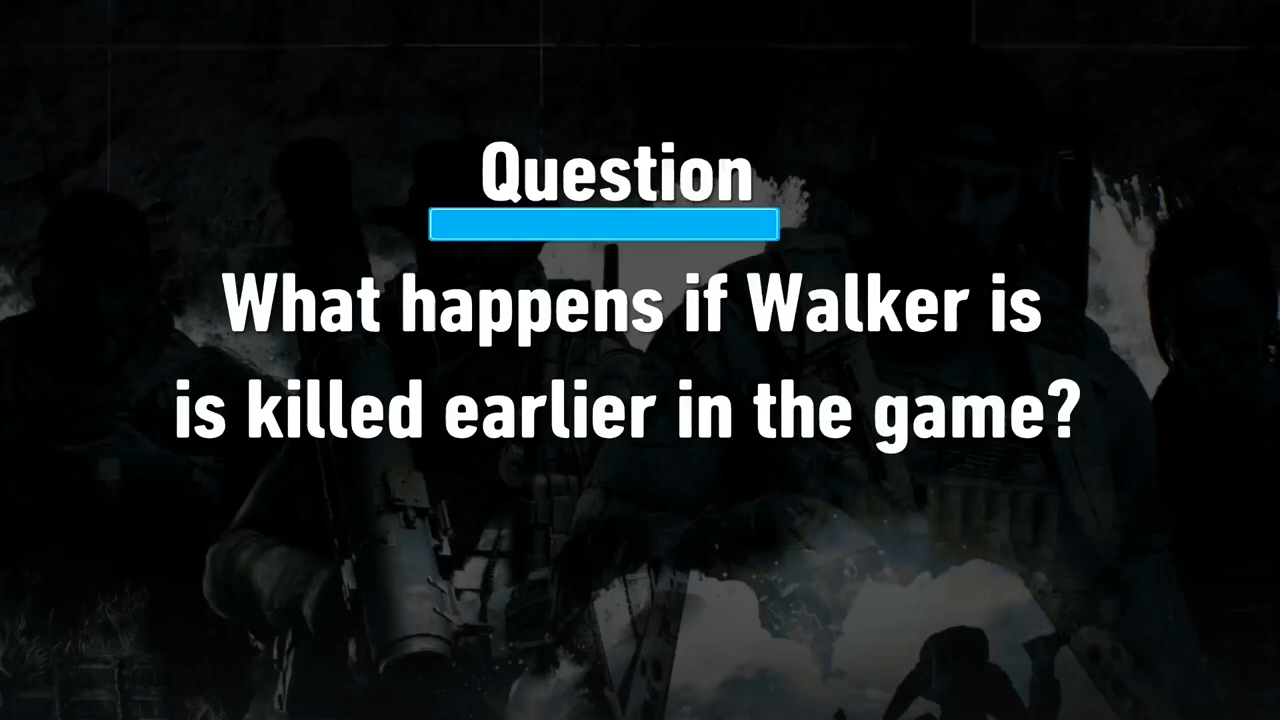 Question
What happens if Walker is
is killed earlier in the game?